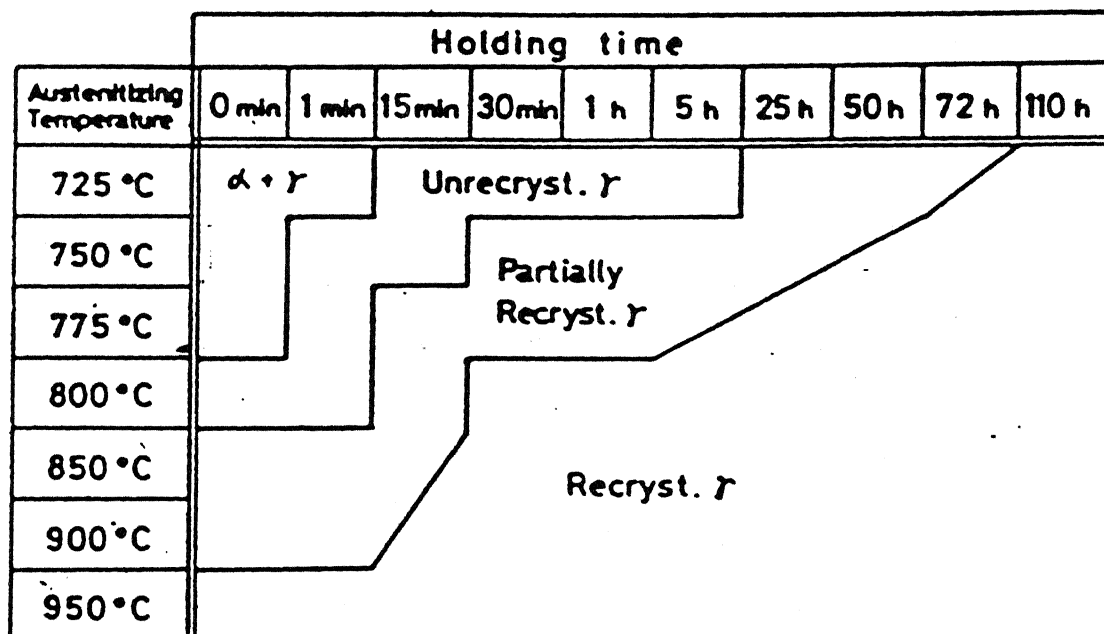 Holding time
Austenitizing Temperature
0 min 1 min 15 min 30 min 1 h 5 h 25 h 50 h 72 h 110 h
725 °C α + γ Unrecryst. γ
750 °C
Partially
775 °C Recryst. γ
800 °C
850 °C
Recryst. γ
900 °C
950 °C